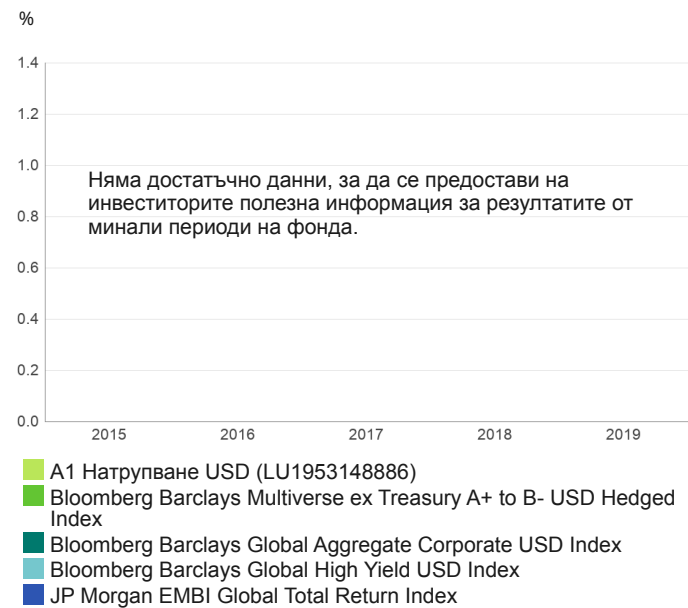 %
1.4
1.2
1.0
Няма достатъчно данни, за да се предостави на
инвеститорите полезна информация за резултатите от
минали периоди на фонда.
0.8
0.6
0.4
0.2
0.0
2015 2016 2017 2018 2019
A1 Натрупване USD (LU1953148886)
Bloomberg Barclays Multiverse ex Treasury A+ to B- USD Hedged
Index
Bloomberg Barclays Global Aggregate Corporate USD Index
Bloomberg Barclays Global High Yield USD Index
JP Morgan EMBI Global Total Return Index